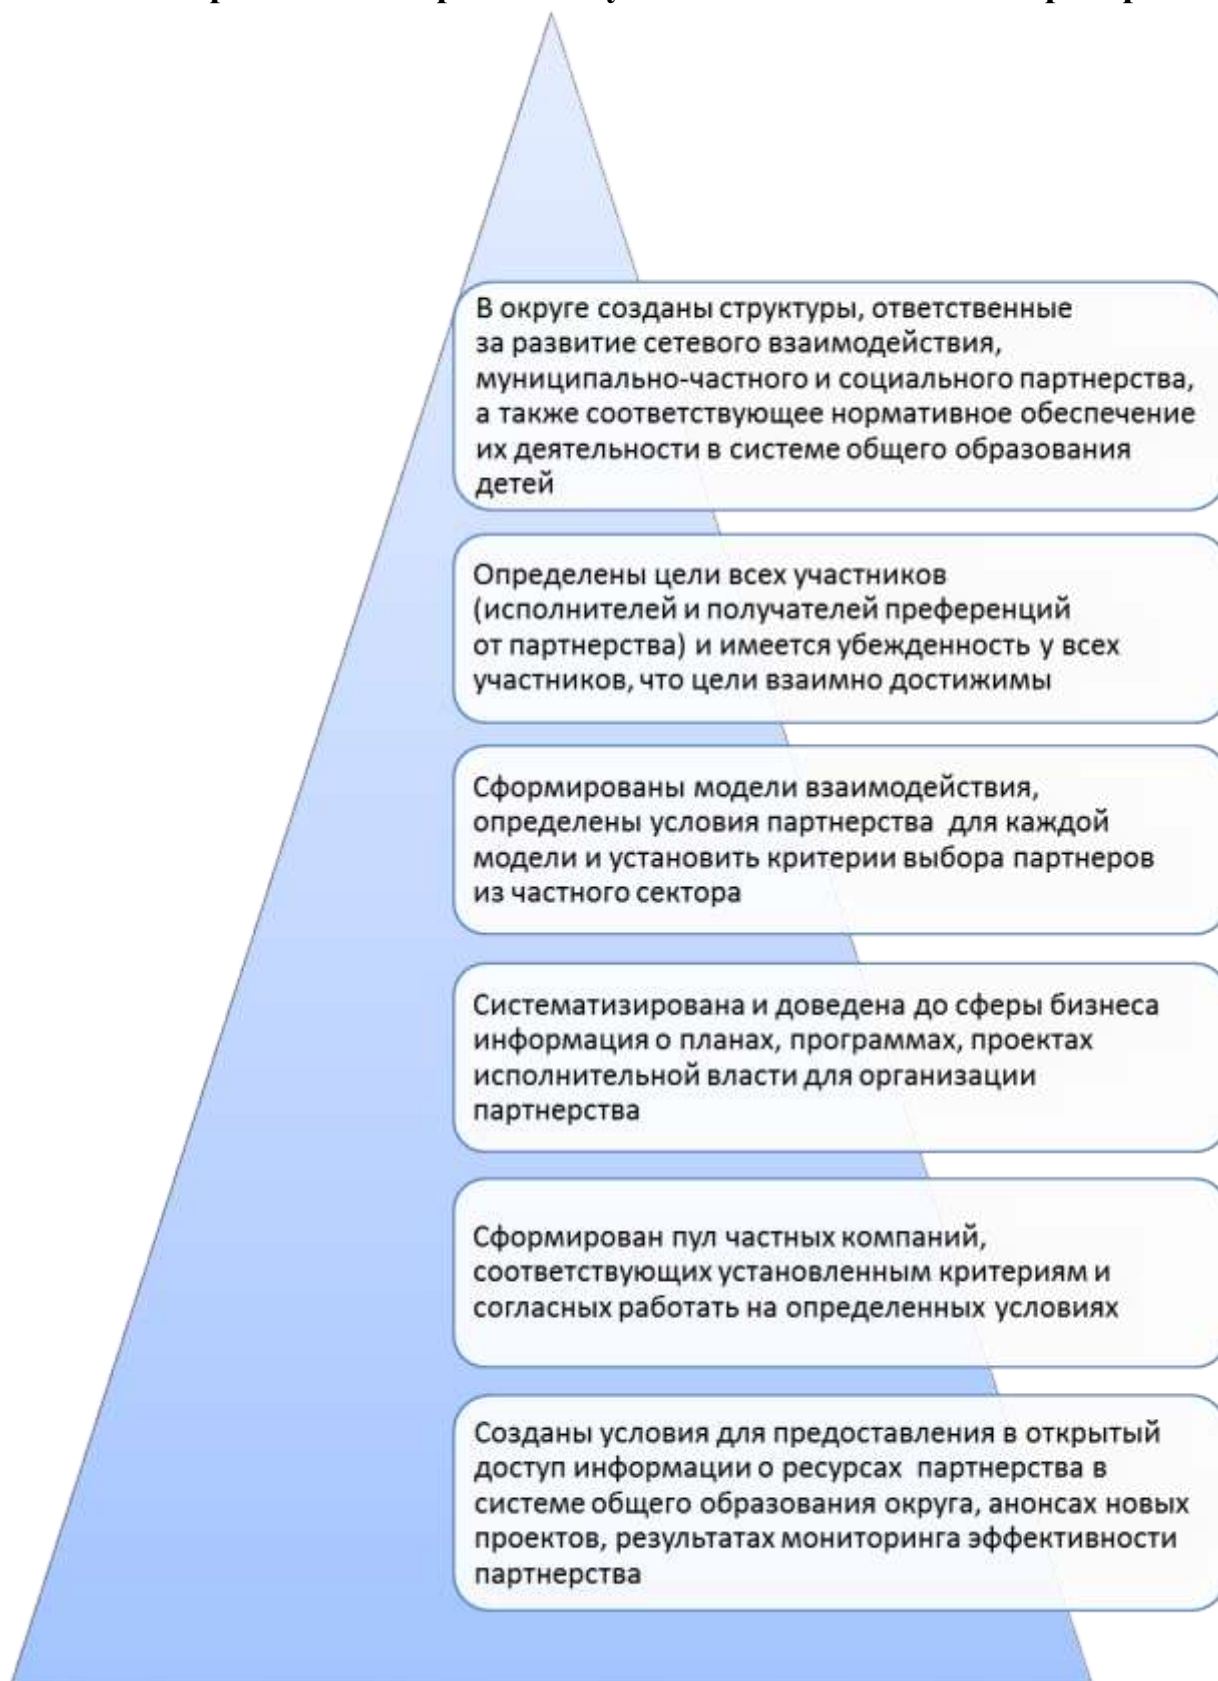 В округе созданы структуры, ответственные
за развитие сетевого взаимодействия,
муниципально-частного и социального партнерства,
а также соответствующее нормативное обеспечение
их деятельности в системе общего образования
детей
Определены цели всех участников
(исполнителей и получателей преференций
от партнерства) и имеется убежденность у всех
участников, что цели взаимно достижимы
Сформированы модели взаимодействия,
определены условия партнерства для каждой
модели и установить критерии выбора партнеров
из частного сектора
Систематизирована и доведена до сферы бизнеса
информация о планах, программах, проектах
исполнительной власти для организации
партнерства
Сформирован пул частных компаний,
соответствующих установленным критериям и
согласных работать на определенных условиях
Созданы условия для предоставления в открытый
доступ информации о ресурсах партнерства в
системе общего образования округа, анонсах новых
проектов, результатах мониторинга эффективности
партнерства